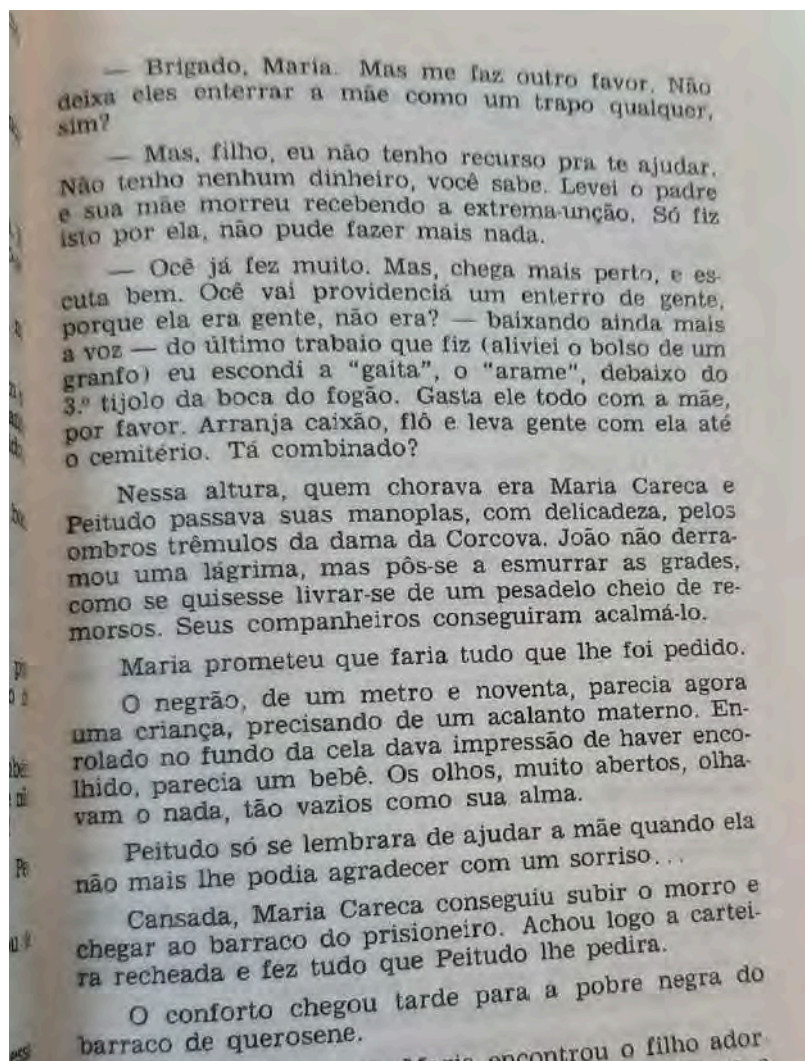 — Brigado, Maria. Mas me faz outro favor. Não
deixa eles enterrar a mãe como um trapo qualquer,
sim?
— Mas, filho, eu não tenho recurso pra te ajudar.
Não tenho nenhum dinheiro, você sabe. Levei o padre
e sua mãe morreu recebendo a extrema-unção. Só fiz
isto por ela, não pude fazer mais nada.
— Ocê já fez muito. Mas, chega mais perto, e es-
cuta bem. Ocê vai providenciá um enterro de gente,
porque ela era gente, não era? — baixando ainda mais
a voz — do último trabaio que fiz (aliviei o bolso de um
granfo) eu escondi a "gaita", o "arame", debaixo do
3.º tijolo da boca do fogão. Gasta ele todo com a mãe,
por favor. Arranja caixão, flô e leva gente com ela até
o cemitério. Tá combinado?
Nessa altura, quem chorava era Maria Careca e
Peitudo passava suas manoplas, com delicadeza, pelos
ombros trêmulos da dama da Corcova. João não derra-
mou uma lágrima, mas pôs-se a esmurrar as grades,
como se quisesse livrar-se de um pesadelo cheio de re-
morsos. Seus companheiros conseguiram acalmá-lo.
Maria prometeu que faria tudo que lhe foi pedido.
O negrão, de um metro e noventa, parecia agora
uma criança, precisando de um acalanto materno. En-
rolado no fundo da cela dava impressão de haver enco-
lhido, parecia um bebê. Os olhos, muito abertos, olha-
vam o nada, tão vazios como sua alma.
Peitudo só se lembrara de ajudar a mãe quando ela
não mais lhe podia agradecer com um sorriso...
Cansada, Maria Careca conseguiu subir o morro e
chegar ao barraco do prisioneiro. Achou logo a cartei-
ra recheada e fez tudo que Peitudo lhe pedira.
O conforto chegou tarde para a pobre negra do
barraco de querosene.
encontrou o filho ador